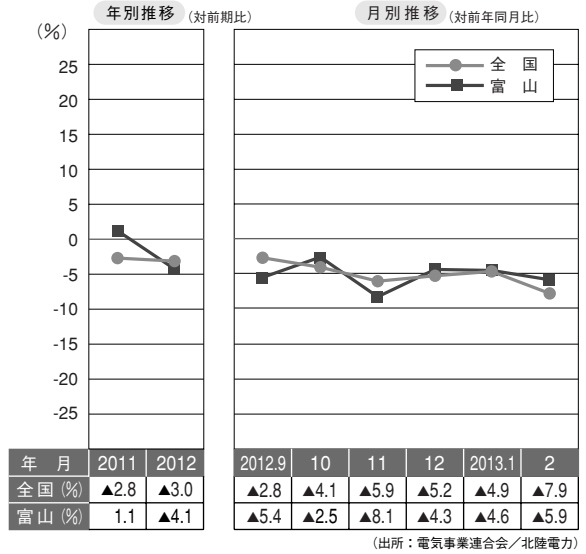 年別推移 (対前期比)
月別推移 (対前年同月比)
(%)
全 国
富 山
25
20
15
10
5
0
-5
-10
-15
-20
-25
年 月 2011 2012 2012.9 10 11 12 2013.1 2
全国(%) ▲2.8 ▲3.0 ▲2.8 ▲4.1 ▲5.9 ▲5.2 ▲4.9 ▲7.9
富山(%) 1.1 ▲4.1 ▲5.4 ▲2.5 ▲8.1 ▲4.3 ▲4.6 ▲5.9
(出所：電気事業連合会／北陸電力)